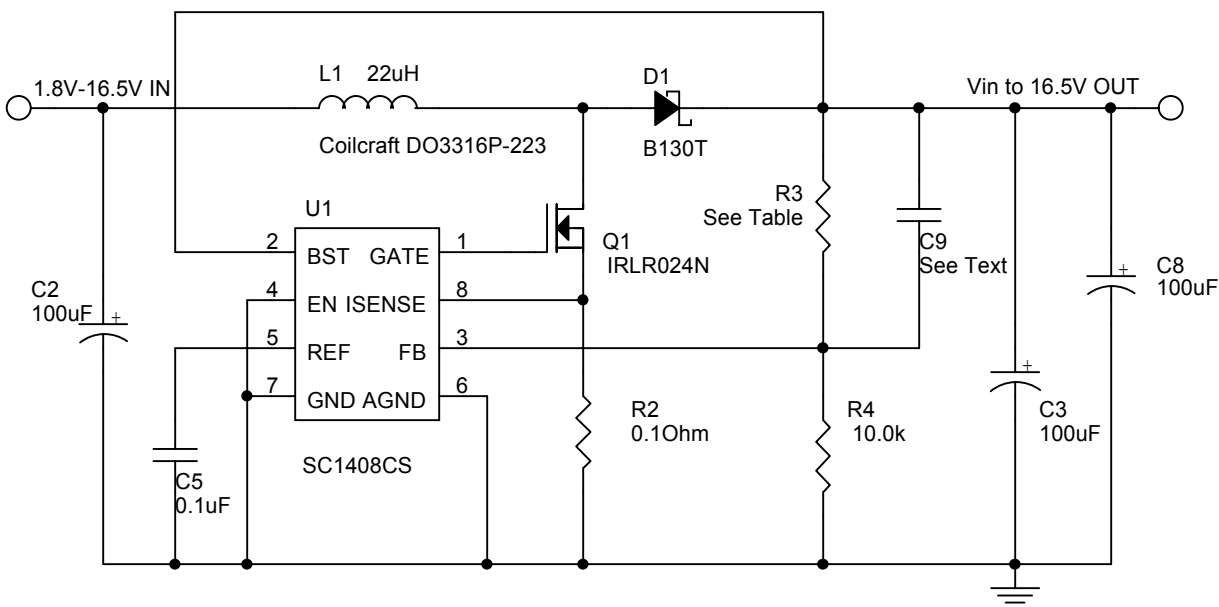 L1 22uH
D1
1.8V-16.5V IN
Vin to 16.5V OUT
Coilcraft DO3316P-223
B130T
R3
See Table
U1
2 BST GATE 1
Q1
IRLR024N
C9
See Text
C8
100uF
C2
100uF
+
+
+
4 EN ISENSE 8
5 REF FB 3
7 GND AGND 6
R2
0.1Ohm
R4
10.0k
C3
100uF
SC1408CS
C5
0.1uF